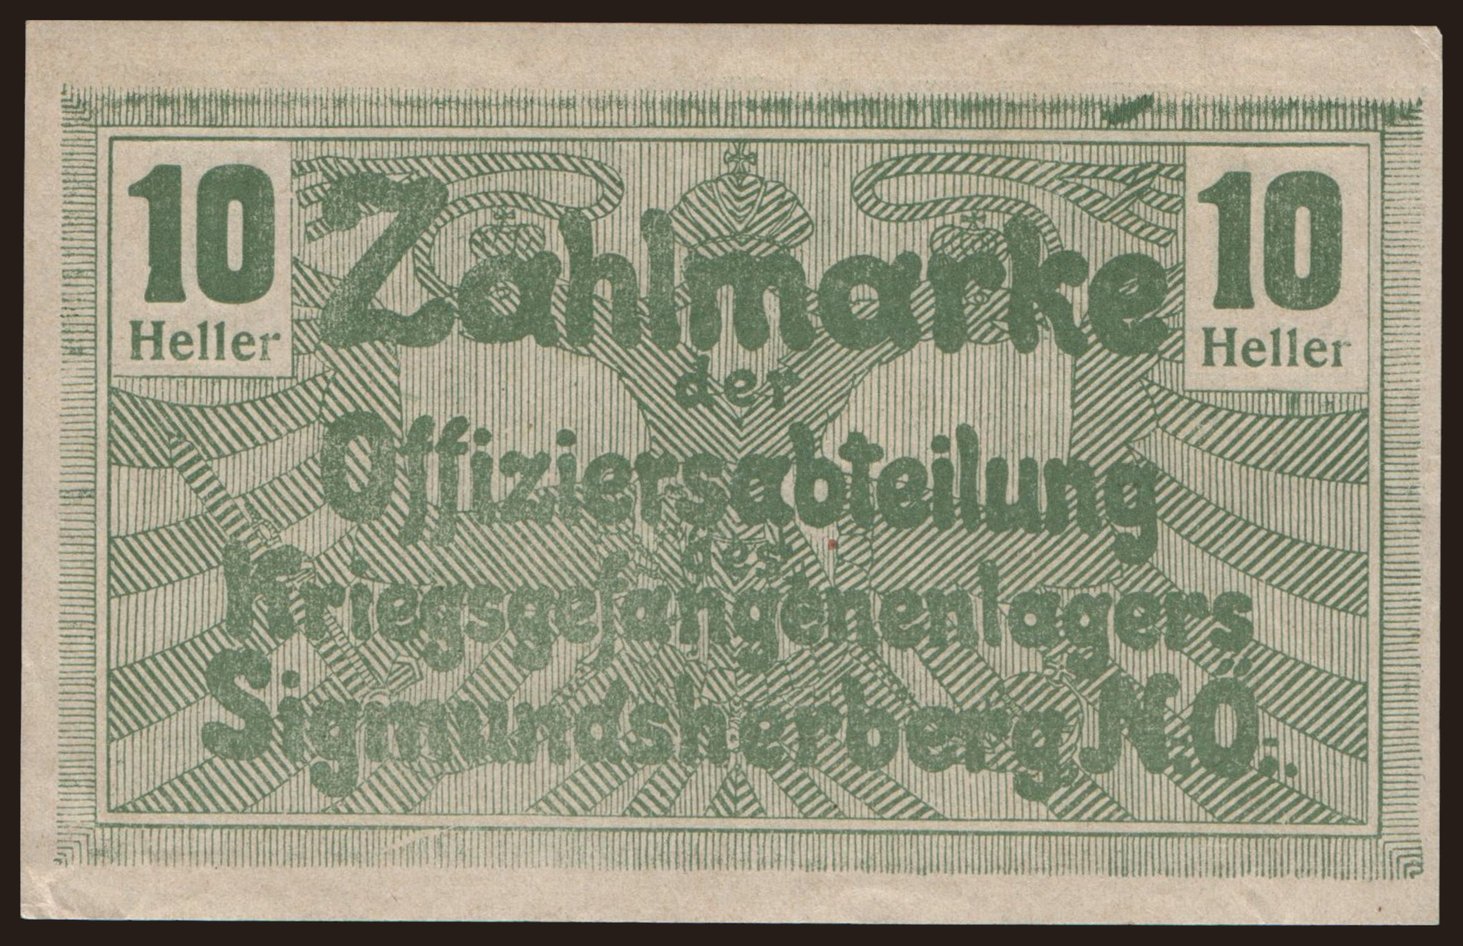 10
Heller
10
Heller
Zahlmarke
der
Offiziersabteilung
des
Kriegsgefangenenlagers
Sigmundsherberg N.Ö.